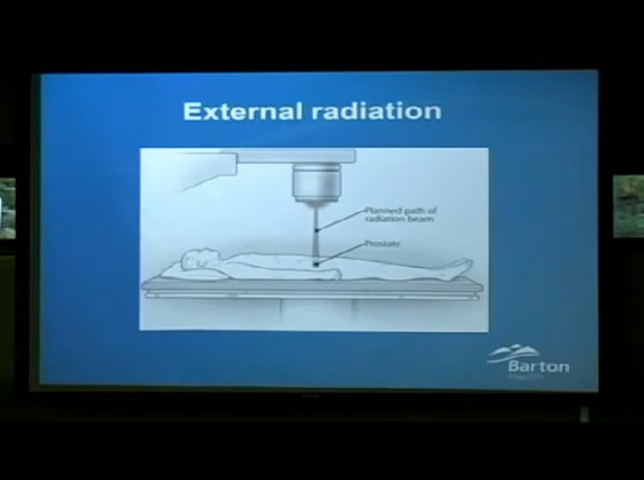 External radiation
Planned path of
radiation beam
Prostate
Barton